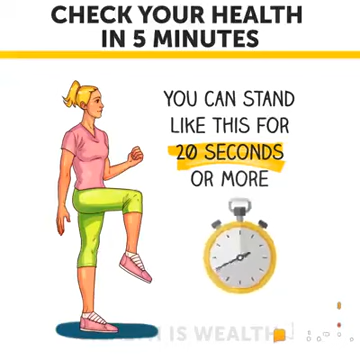 CHECK YOUR HEALTH
IN 5 MINUTES
YOU CAN STAND
LIKE THIS FOR
20 SECONDS
OR MORE
IS WEALTH